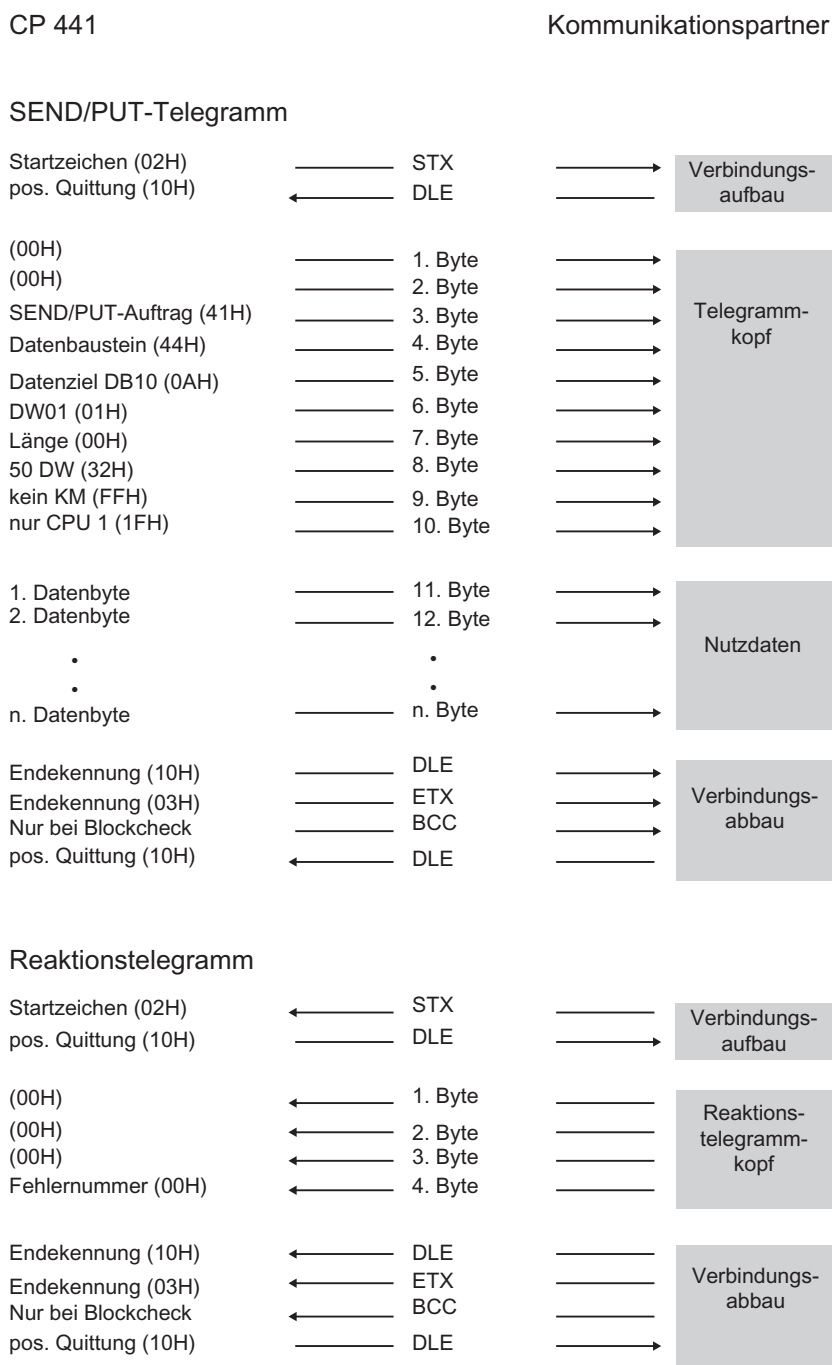 CP 441 Kommunikationspartner
SEND/PUT-Telegramm
Startzeichen (02H) STX
pos. Quittung (10H) DLE
Verbindungs-
aufbau
(00H) 1. Byte
(00H) 2. Byte
SEND/PUT-Auftrag (41H) 3. Byte
Datenbaustein (44H) 4. Byte
Datenziel DB10 (0AH) 5. Byte
DW01 (01H) 6. Byte
Länge (00H) 7. Byte
50 DW (32H) 8. Byte
kein KM (FFH) 9. Byte
nur CPU 1 (1FH) 10. Byte
Telegramm-
kopf
1. Datenbyte 11. Byte
2. Datenbyte 12. Byte
• •
• •
n. Datenbyte n. Byte
Nutzdaten
Endekennung (10H) DLE
Endekennung (03H) ETX
Nur bei Blockcheck BCC
pos. Quittung (10H) DLE
Verbindungs-
abbau
Reaktionstelegramm
Startzeichen (02H) STX
pos. Quittung (10H) DLE
Verbindungs-
aufbau
(00H) 1. Byte
(00H) 2. Byte
(00H) 3. Byte
Fehlernummer (00H) 4. Byte
Reaktions-
telegramm-
kopf
Endekennung (10H) DLE
Endekennung (03H) ETX
Nur bei Blockcheck BCC
pos. Quittung (10H) DLE
Verbindungs-
abbau